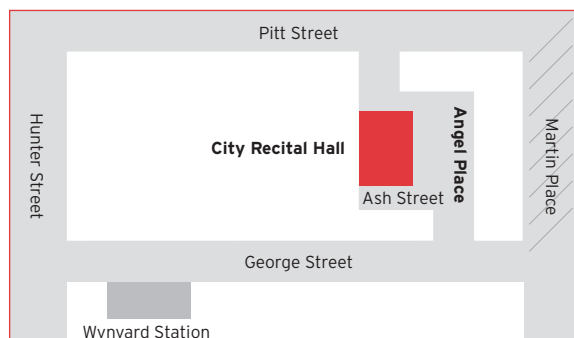 Pitt Street
Hunter Street
City Recital Hall
Angel Place
Martin Place
Ash Street
George Street
Wynyard Station